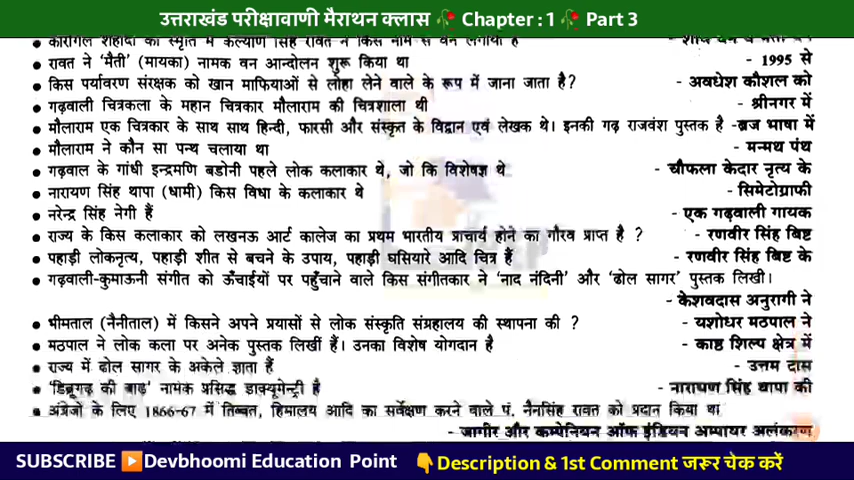 उत्तराखंड परीक्षावाणी मैराथन क्लास 🥀 Chapter : 1🥀 Part 3
• कारगिल शहीदों की स्मृति में कल्याण सिंह रावत ने किस नाम से वन लगाया है
• रावत ने 'मैती' (मायका) नामक वन आन्दोलन शुरू किया था - 1995 से
• किस पर्यावरण संरक्षक को खान माफियाओं से लोहा लेने वाले के रूप में जाना जाता है? - अवधेश कौशल को
• गढ़वाली चित्रकला के महान चित्रकार मौलाराम की चित्रशाला थी - श्रीनगर में
• मौलाराम एक चित्रकार के साथ साथ हिन्दी, फारसी और संस्कृत के विद्वान एवं लेखक थे। इनकी गढ़ राजवंश पुस्तक है -ब्रज भाषा में
• मौलाराम ने कौन सा पन्थ चलाया था - मन्मथ पंथ
• गढ़वाल के गांधी इन्द्रमणि बडोनी पहले लोक कलाकार थे, जो कि विशेषज्ञ थे - चौफला केदार नृत्य के
• नारायण सिंह थापा (धामी) किस विधा के कलाकार थे - सिमेटोग्राफी
• नरेन्द्र सिंह नेगी हैं - एक गढ़वाली गायक
• राज्य के किस कलाकार को लखनऊ आर्ट कालेज का प्रथम भारतीय प्राचार्य होने का गौरव प्राप्त है ? - रणवीर सिंह बिष्ट
• पहाड़ी लोकनृत्य, पहाड़ी शीत से बचने के उपाय, पहाड़ी घसियारे आदि चित्र हैं - रणवीर सिंह बिष्ट के
• गढ़वाली-कुमाऊनी संगीत को ऊँचाईयों पर पहुँचाने वाले किस संगीतकार ने 'नाद नंदिनी' और 'ढोल सागर' पुस्तक लिखी।
- केशवदास अनुरागी ने
• भीमताल (नैनीताल) में किसने अपने प्रयासों से लोक संस्कृति संग्रहालय की स्थापना की ? - यशोधर मठपाल ने
• मठपाल ने लोक कला पर अनेक पुस्तक लिखीं हैं। उनका विशेष योगदान है - काष्ठ शिल्प क्षेत्र में
• राज्य में ढोल सागर के अकेले ज्ञाता हैं - उत्तम दास
• 'डिब्रूगढ़ की बाढ़' नामक प्रसिद्ध डाक्यूमेन्ट्री है - नारायण सिंह थापा की
• अंग्रेजों के लिए 1866-67 में तिब्बत, हिमालय आदि का सर्वेक्षण करने वाले पं. नैनसिंह रावत को प्रदान किया था
- जागीर और कम्पेनियन ऑफ इंडियन अम्पायर अलंकरण
SUBSCRIBE ▶️Devbhoomi Education Point 👇Description & 1st Comment जरूर चेक करें